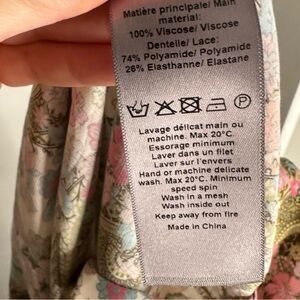 Matière principale/ Main
material:
100% Viscose/ Viscose
Dentelle/ Lace:
74% Polyamide/ Polyamide
26% Elasthanne/ Elastane
P
Lavage délicat main ou
machine. Max 20°C.
Essorage minimum
Laver dans un filet
Laver sur l'envers
Hand or machine delicate
wash. Max 20°C. Minimum
speed spin
Wash in a mesh
Wash inside out
Keep away from fire
Made in China